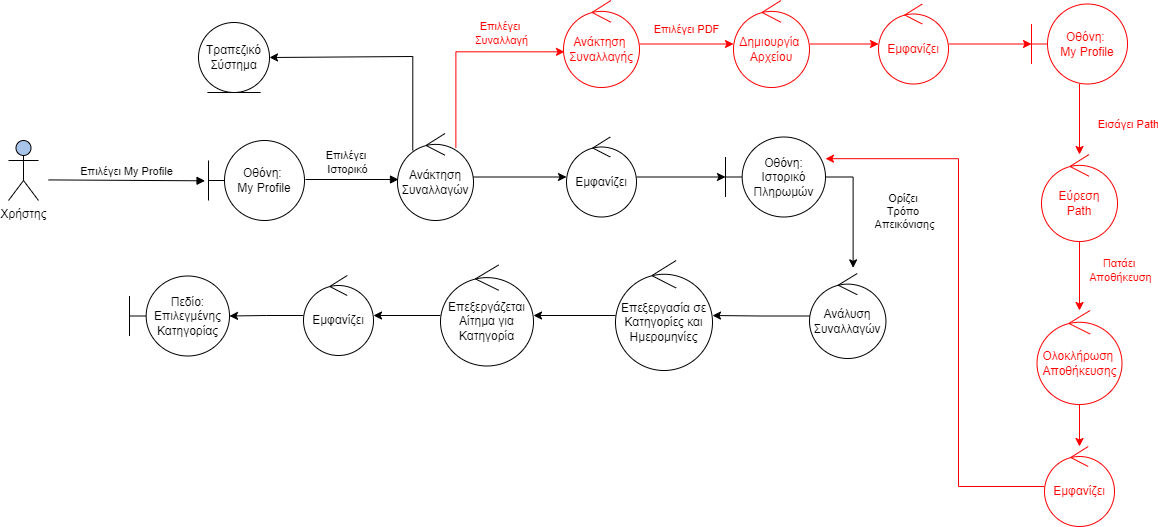 Επιλέγει
Συναλλαγή
Ανάκτηση
Συναλλαγής
Επιλέγει PDF
Δημιουργία
Αρχείου
Εμφανίζει
Οθόνη:
My Profile
Τραπεζικό
Σύστημα
Εισάγει Path
Χρήστης
Επιλέγει My Profile
Οθόνη:
My Profile
Επιλέγει
Ιστορικό
Ανάκτηση
Συναλλαγών
Εμφανίζει
Οθόνη:
Ιστορικό
Πληρωμών
Ορίζει
Τρόπο
Απεικόνισης
Εύρεση
Path
Πατάει
Αποθήκευση
Πεδίο:
Επιλεγμένης
Κατηγορίας
Εμφανίζει
Επεξεργάζεται
Αίτημα για
Κατηγορία
Επεξεργασία σε
Κατηγορίες και
Ημερομηνίες
Ανάλυση
Συναλλαγών
Ολοκλήρωση
Αποθήκευσης
Εμφανίζει